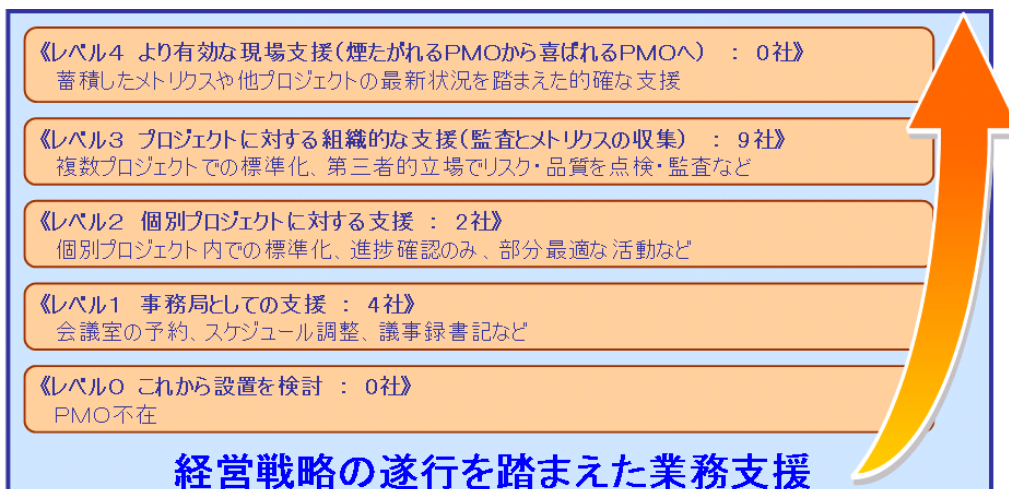 《レベル4 より有効な現場支援(煙たがれるPMOから喜ばれるPMOへ) : 0社》
蓄積したメトリクスや他プロジェクトの最新状況を踏まえた的確な支援
《レベル3 プロジェクトに対する組織的な支援(監査とメトリクスの収集) : 9社》
複数プロジェクトでの標準化、第三者的立場でリスク・品質を点検・監査など
《レベル2 個別プロジェクトに対する支援 : 2社》
個別プロジェクト内での標準化、進捗確認のみ、部分最適な活動など
《レベル1 事務局としての支援 : 4社》
会議室の予約、スケジュール調整、議事録書記など
《レベル0 これから設置を検討 : 0社》
PMO不在
経営戦略の遂行を踏まえた業務支援